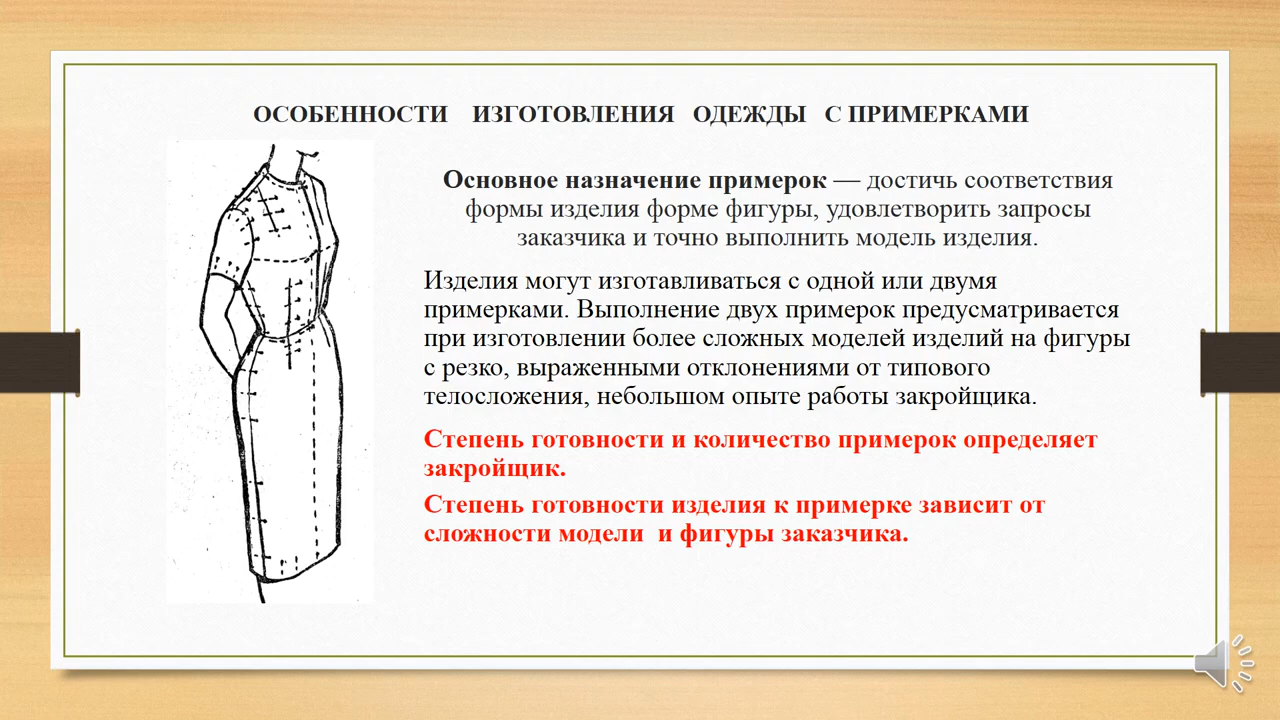 ОСОБЕННОСТИ ИЗГОТОВЛЕНИЯ ОДЕЖДЫ С ПРИМЕРКАМИ
Основное назначение примерок — достичь соответствия
формы изделия форме фигуры, удовлетворить запросы
заказчика и точно выполнить модель изделия.
Изделия могут изготавливаться с одной или двумя
примерками. Выполнение двух примерок предусматривается
при изготовлении более сложных моделей изделий на фигуры
с резко, выраженными отклонениями от типового
телосложения, небольшом опыте работы закройщика.
Степень готовности и количество примерок определяет
закройщик.
Степень готовности изделия к примерке зависит от
сложности модели и фигуры заказчика.